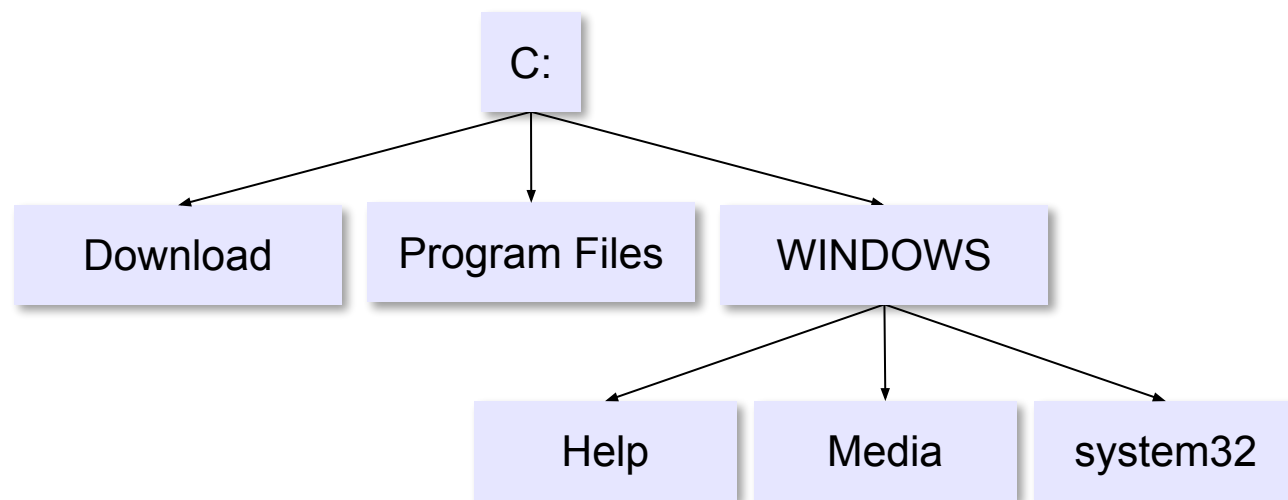 C:
Download
Program Files
WINDOWS
Help
Media
system32